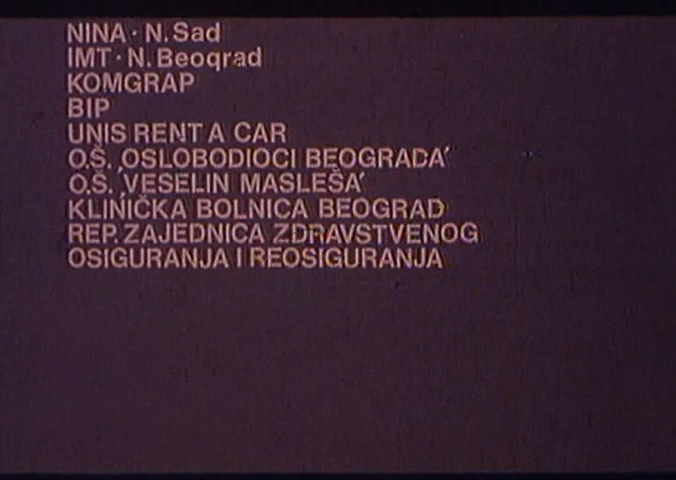 NINA · N. Sad
IMT · N. Beograd
KOMGRAP
BIP
UNIS RENT A CAR
O.Š. ,OSLOBODIOCI BEOGRADA′
O.Š. ,VESELIN MASLEŠA′
KLINIČKA BOLNICA BEOGRAD
REP. ZAJEDNICA ZDRAVSTVENOG
OSIGURANJA I REOSIGURANJA